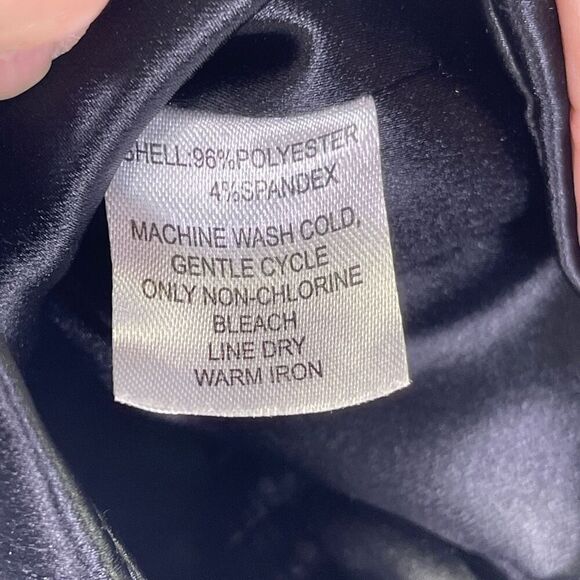 SHELL:96%POLYESTER
4%SPANDEX
MACHINE WASH COLD,
GENTLE CYCLE
ONLY NON-CHLORINE
BLEACH
LINE DRY
WARM IRON